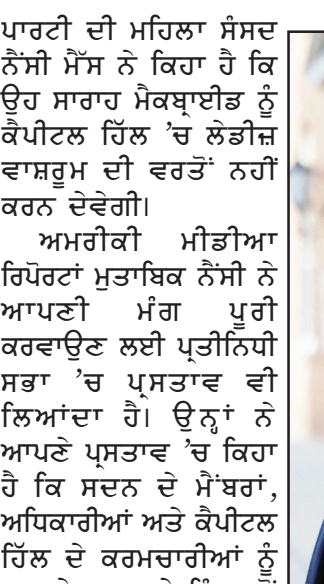 ਪਾਰਟੀ ਦੀ ਮਹਿਲਾ ਸੰਸਦ
ਨੈਂਸੀ ਮੈੱਸ ਨੇ ਕਿਹਾ ਹੈ ਕਿ
ਉਹ ਸਾਰਾਹ ਮੈਕਬ੍ਰਾਈਡ ਨੂੰ
ਕੈਪੀਟਲ ਹਿੱਲ ’ਚ ਲੇਡੀਜ਼
ਵਾਸ਼ਰੂਮ ਦੀ ਵਰਤੋਂ ਨਹੀਂ
ਕਰਨ ਦੇਵੇਗੀ।
ਅਮਰੀਕੀ ਮੀਡੀਆ
ਰਿਪੋਰਟਾਂ ਮੁਤਾਬਿਕ ਨੈਂਸੀ ਨੇ
ਆਪਣੀ ਮੰਗ ਪੂਰੀ
ਕਰਵਾਉਣ ਲਈ ਪ੍ਰਤੀਨਿਧੀ
ਸਭਾ ’ਚ ਪ੍ਰਸਤਾਵ ਵੀ
ਲਿਆਂਦਾ ਹੈ। ਉਨ੍ਹਾਂ ਨੇ
ਆਪਣੇ ਪ੍ਰਸਤਾਵ ’ਚ ਕਿਹਾ
ਹੈ ਕਿ ਸਦਨ ਦੇ ਮੈਂਬਰਾਂ,
ਅਧਿਕਾਰੀਆਂ ਅਤੇ ਕੈਪੀਟਲ
ਹਿੱਲ ਦੇ ਕਰਮਚਾਰੀਆਂ ਨੂੰ